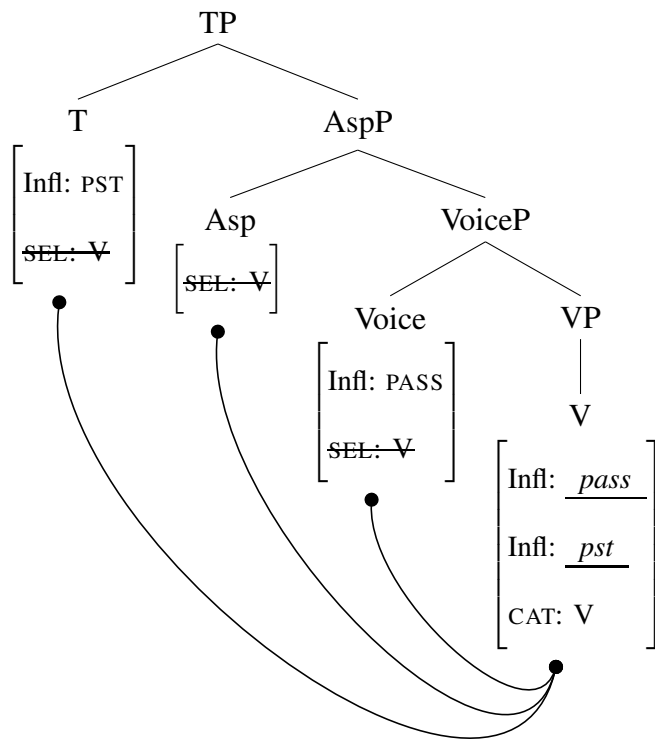 TP
T
AspP
Infl: PST
SEL: V
Asp
VoiceP
SEL: V
Voice
VP
Infl: PASS
SEL: V
V
Infl: pass
Infl: pst
CAT: V